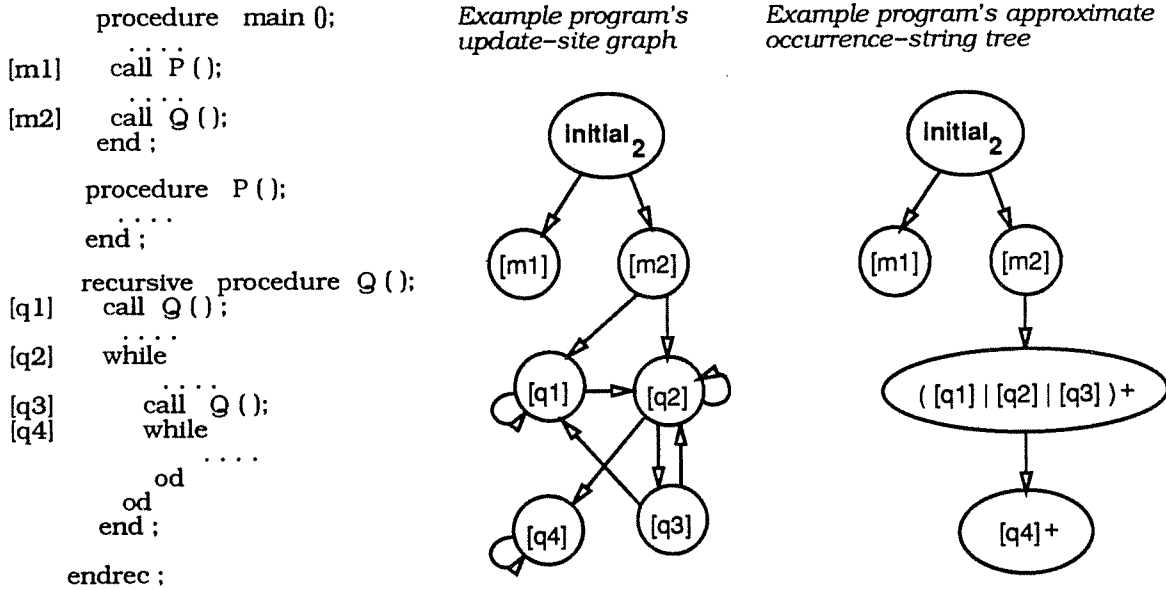 procedure main ();
. . . .
[m1] call P ( );
. . . .
[m2] call Q ( );
end ;
procedure P ( );
. . . .
end ;
recursive procedure Q ( );
[q1] call Q ( ) ;
. . . .
[q2] while
. . . .
[q3] call Q ( );
[q4] while
. . . .
od
od
end ;
endrec ;
Example program's
update–site graph
initial2
[m1]
[m2]
[q1]
[q2]
[q4]
[q3]
Example program's approximate
occurrence–string tree
initial2
[m1]
[m2]
( [q1] | [q2] | [q3] ) +
[q4] +